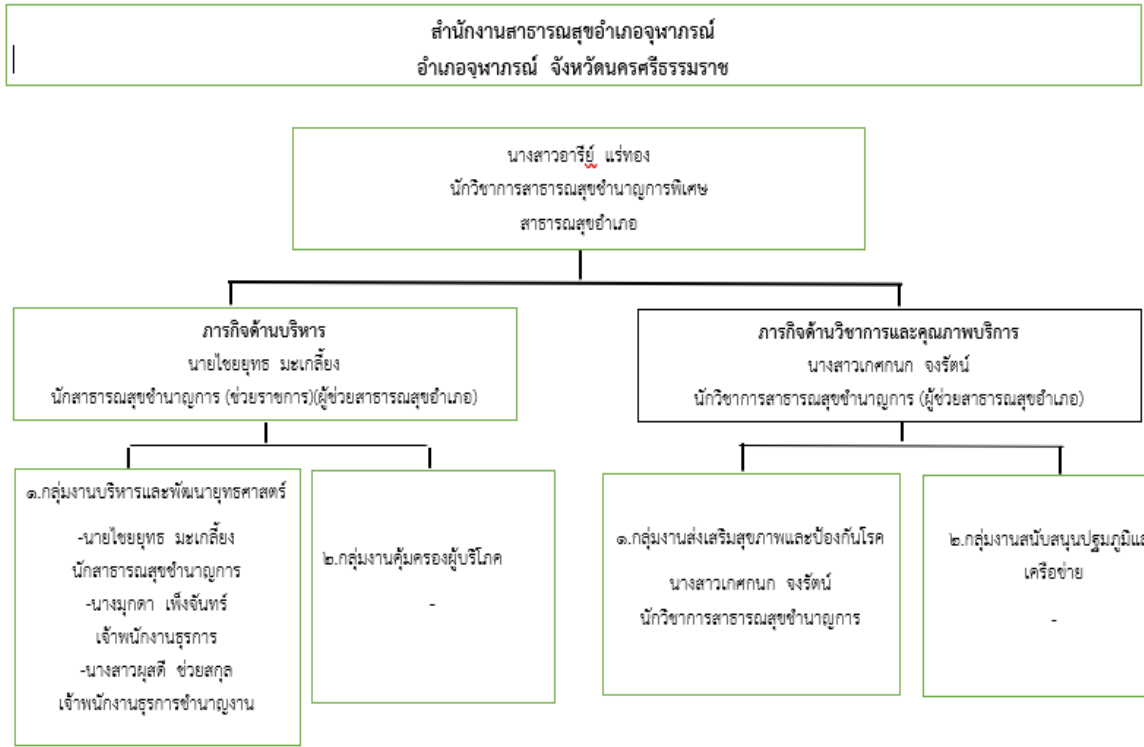 สำนักงานสาธารณสุขอำเภอจุฬาภรณ์
อำเภอจุฬาภรณ์ จังหวัดนครศรีธรรมราช
นางสาวอารีย์ แร่ทอง
นักวิชาการสาธารณสุขชำนาญการพิเศษ
สาธารณสุขอำเภอ
ภารกิจด้านบริหาร
นายไชยยุทธ มะเกลี้ยง
นักสาธารณสุขชำนาญการ (ช่วยราชการ)(ผู้ช่วยสาธารณสุขอำเภอ)
ภารกิจด้านวิชาการและคุณภาพบริการ
นางสาวเกศกนก จงรัตน์
นักวิชาการสาธารณสุขชำนาญการ (ผู้ช่วยสาธารณสุขอำเภอ)
๑.กลุ่มงานบริหารและพัฒนายุทธศาสตร์
-นายไชยยุทธ มะเกลี้ยง
นักสาธารณสุขชำนาญการ
-นางมุกดา เพ็งจันทร์
เจ้าพนักงานธุรการ
-นางสาวผุสดี ช่วยสกุล
เจ้าพนักงานธุรการชำนาญงาน
๒.กลุ่มงานคุ้มครองผู้บริโภค
-
๑.กลุ่มงานส่งเสริมสุขภาพและป้องกันโรค
นางสาวเกศกนก จงรัตน์
นักวิชาการสาธารณสุขชำนาญการ
๒.กลุ่มงานสนับสนุนปฐมภูมิแล
เครือข่าย
-